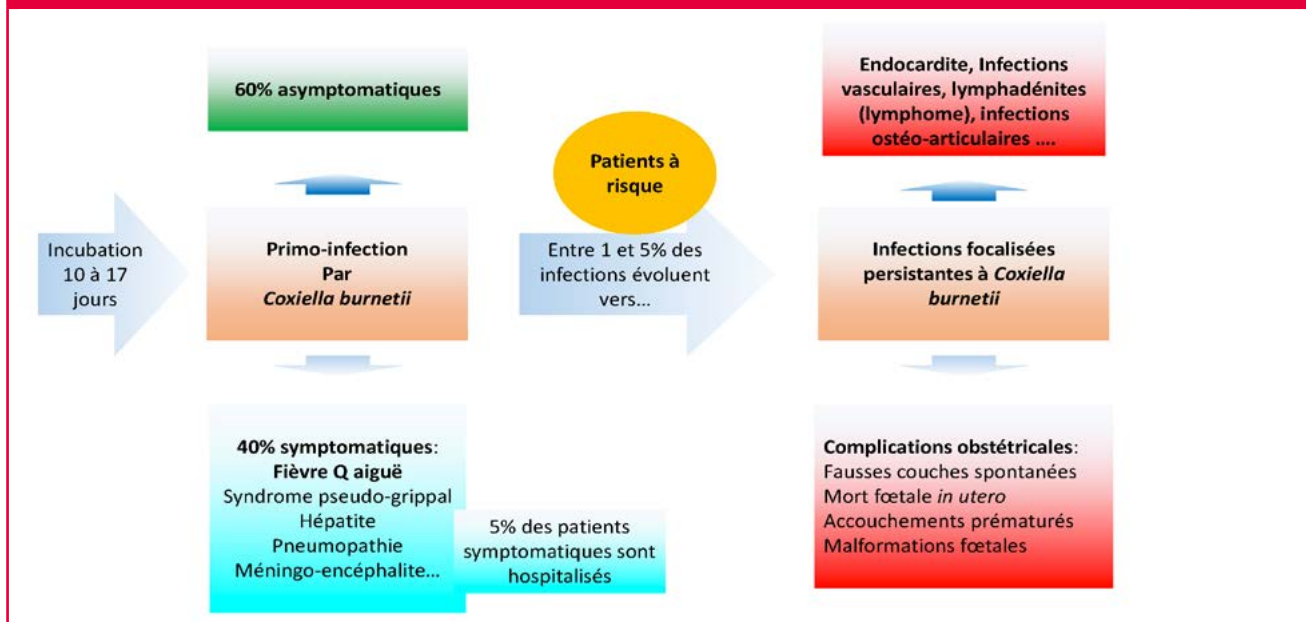 60% asymptomatiques
Endocardite, Infections
vasculaires, lymphadénites
(lymphome), infections
ostéo-articulaires ....
Patients à
risque
Incubation
10 à 17
jours
Primo-infection
Par
Coxiella burnetii
Entre 1 et 5% des
infections évoluent
vers...
Infections focalisées
persistantes à Coxiella
burnetii
40% symptomatiques:
Fièvre Q aiguë
Syndrome pseudo-grippal
Hépatite
Pneumopathie
Méningo-encéphalite...
5% des patients
symptomatiques sont
hospitalisés
Complications obstétricales:
Fausses couches spontanées
Mort fœtale in utero
Accouchements prématurés
Malformations fœtales